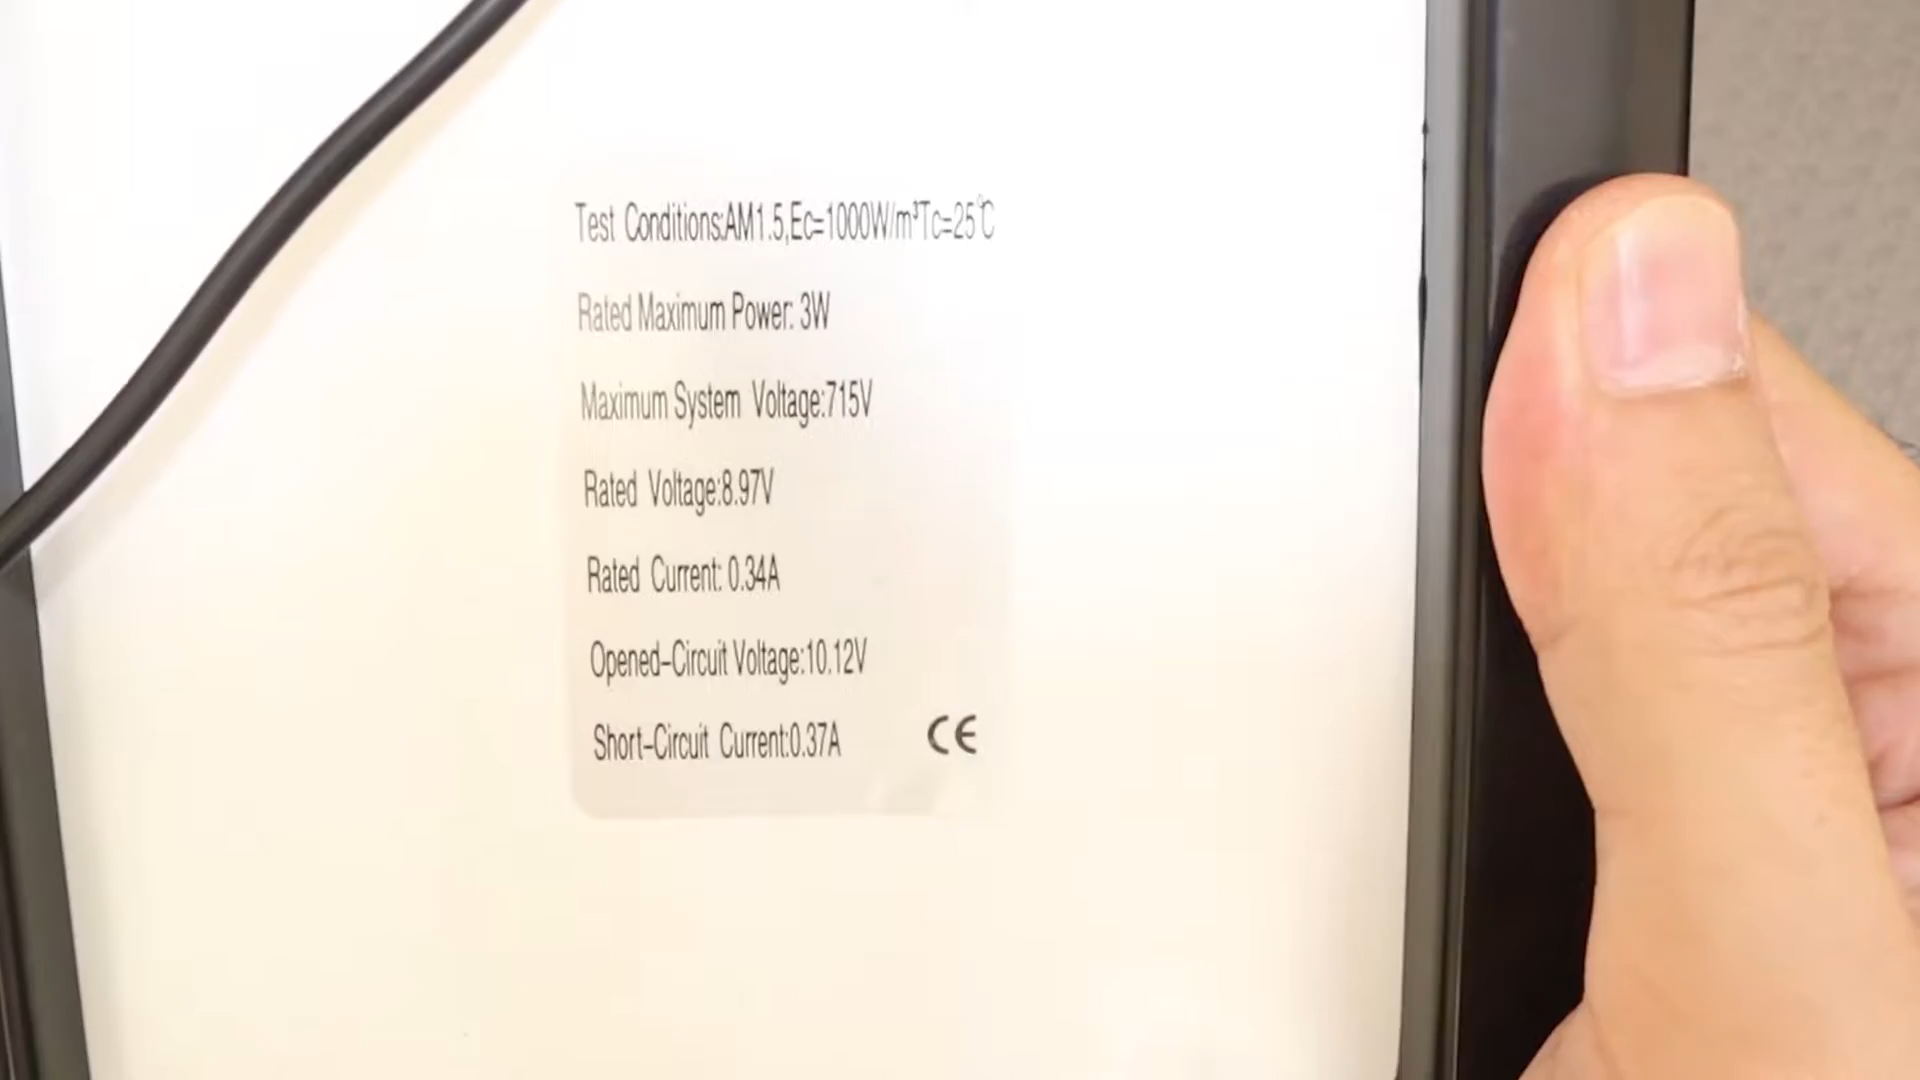 Test Conditions:AM1.5,Ec=1000W/m³Tc=25℃
Rated Maximum Power: 3W
Maximum System Voltage:715V
Rated Voltage:8.97V
Rated Current: 0.34A
Opened-Circuit Voltage:10.12V
Short-Circuit Current:0.37A CE